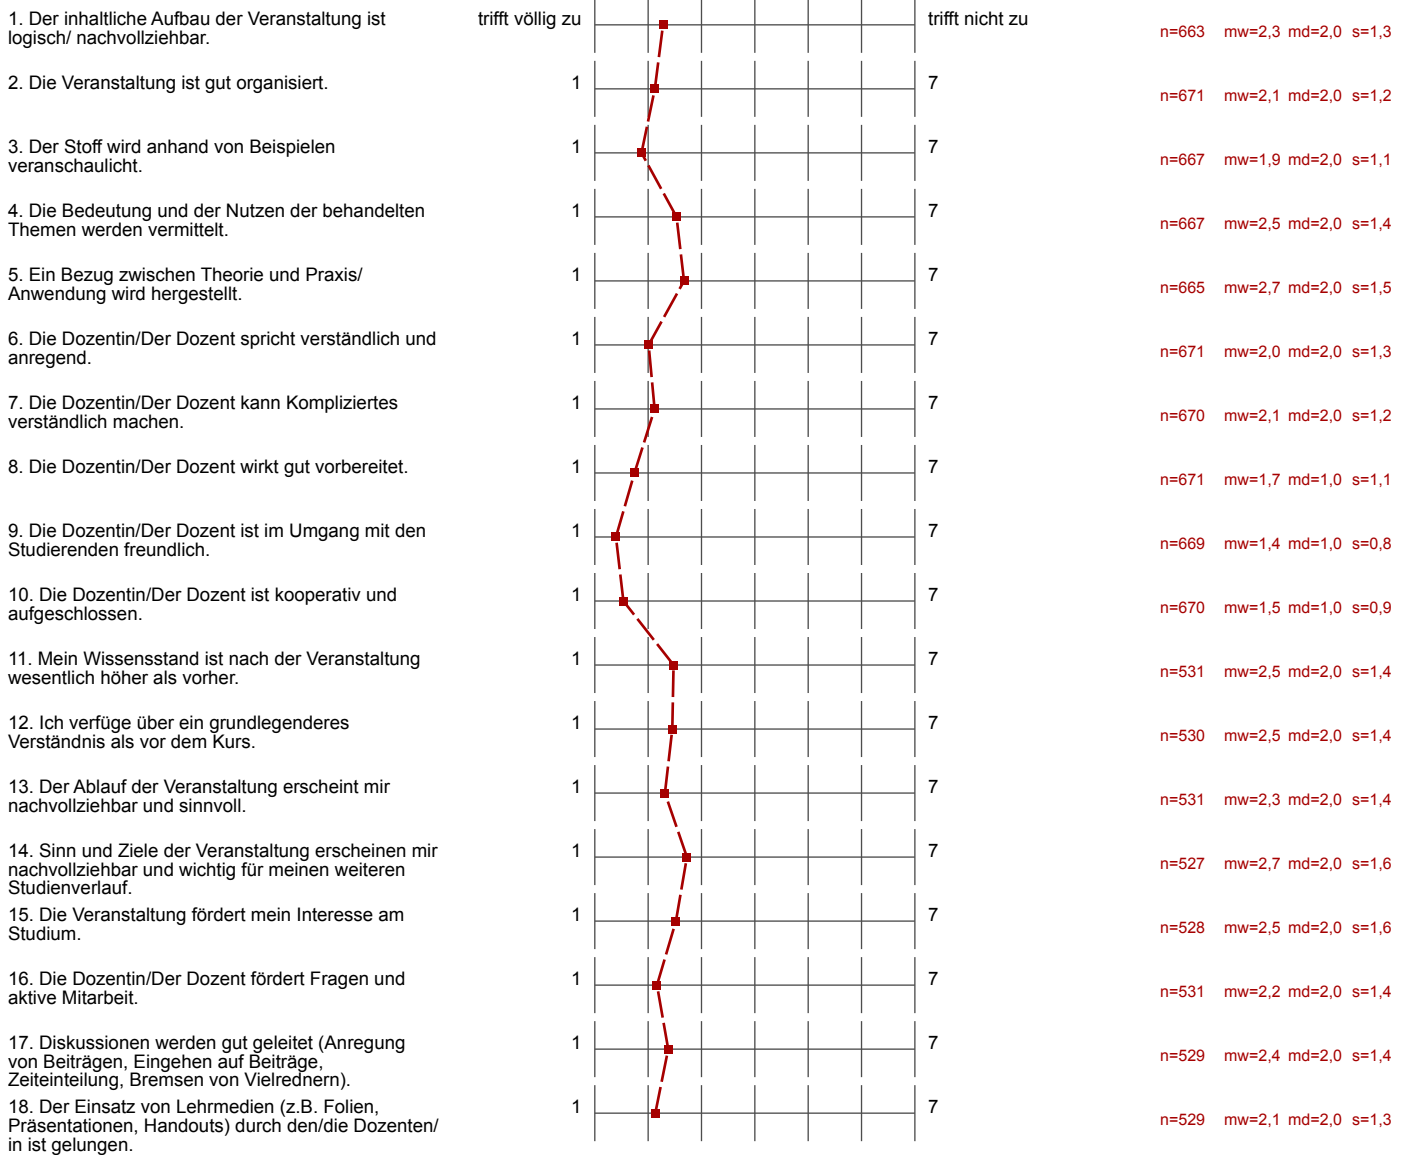 1. Der inhaltliche Aufbau der Veranstaltung ist
logisch/ nachvollziehbar.
trifft völlig zu
trifft nicht zu
n=663 mw=2,3 md=2,0 s=1,3
2. Die Veranstaltung ist gut organisiert.
1
7
n=671 mw=2,1 md=2,0 s=1,2
3. Der Stoff wird anhand von Beispielen
veranschaulicht.
1
7
n=667 mw=1,9 md=2,0 s=1,1
4. Die Bedeutung und der Nutzen der behandelten
Themen werden vermittelt.
1
7
n=667 mw=2,5 md=2,0 s=1,4
5. Ein Bezug zwischen Theorie und Praxis/
Anwendung wird hergestellt.
1
7
n=665 mw=2,7 md=2,0 s=1,5
6. Die Dozentin/Der Dozent spricht verständlich und
anregend.
1
7
n=671 mw=2,0 md=2,0 s=1,3
7. Die Dozentin/Der Dozent kann Kompliziertes
verständlich machen.
1
7
n=670 mw=2,1 md=2,0 s=1,2
8. Die Dozentin/Der Dozent wirkt gut vorbereitet.
1
7
n=671 mw=1,7 md=1,0 s=1,1
9. Die Dozentin/Der Dozent ist im Umgang mit den
Studierenden freundlich.
1
7
n=669 mw=1,4 md=1,0 s=0,8
10. Die Dozentin/Der Dozent ist kooperativ und
aufgeschlossen.
1
7
n=670 mw=1,5 md=1,0 s=0,9
11. Mein Wissensstand ist nach der Veranstaltung
wesentlich höher als vorher.
1
7
n=531 mw=2,5 md=2,0 s=1,4
12. Ich verfüge über ein grundlegenderes
Verständnis als vor dem Kurs.
1
7
n=530 mw=2,5 md=2,0 s=1,4
13. Der Ablauf der Veranstaltung erscheint mir
nachvollziehbar und sinnvoll.
1
7
n=531 mw=2,3 md=2,0 s=1,4
14. Sinn und Ziele der Veranstaltung erscheinen mir
nachvollziehbar und wichtig für meinen weiteren
Studienverlauf.
1
7
n=527 mw=2,7 md=2,0 s=1,6
15. Die Veranstaltung fördert mein Interesse am
Studium.
1
7
n=528 mw=2,5 md=2,0 s=1,6
16. Die Dozentin/Der Dozent fördert Fragen und
aktive Mitarbeit.
1
7
n=531 mw=2,2 md=2,0 s=1,4
17. Diskussionen werden gut geleitet (Anregung
von Beiträgen, Eingehen auf Beiträge,
Zeiteinteilung, Bremsen von Vielrednern).
1
7
n=529 mw=2,4 md=2,0 s=1,4
18. Der Einsatz von Lehrmedien (z.B. Folien,
Präsentationen, Handouts) durch den/die Dozenten/
in ist gelungen.
1
7
n=529 mw=2,1 md=2,0 s=1,3